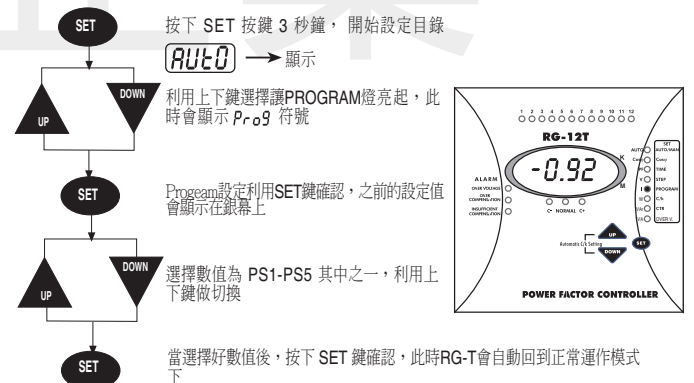 SET
按下 SET 按鍵 3 秒鐘， 開始設定目錄
AUtO
顯示
UP
DOWN
利用上下鍵選擇讓PROGRAM燈亮起，此
時會顯示 Prog 符號
SET
Progeam設定利用SET鍵確認，之前的設定值
會顯示在銀幕上
UP
DOWN
選擇數值為 PS1-PS5 其中之一，利用上
下鍵做切換
SET
當選擇好數值後，按下 SET 鍵確認，此時RG-T會自動回到正常運作模式
下
1 2 3 4 5 6 7 8 9 10 11 12
RG-12T
-0.92
K
M
C- NORMAL C+
ALARM
OVER VOLTAGE
OVER
COMPENSATION
INSUFFICIENT
COMPENSATION
SET
AUTO AUTO/MAN
Cosφ Cosφ
TIME
V STEP
I PROGRAM
W C/k
VAr CTR
VA OVER V.
Automatic C/k Setting
UP
DOWN
SET
POWER FACTOR CONTROLLER